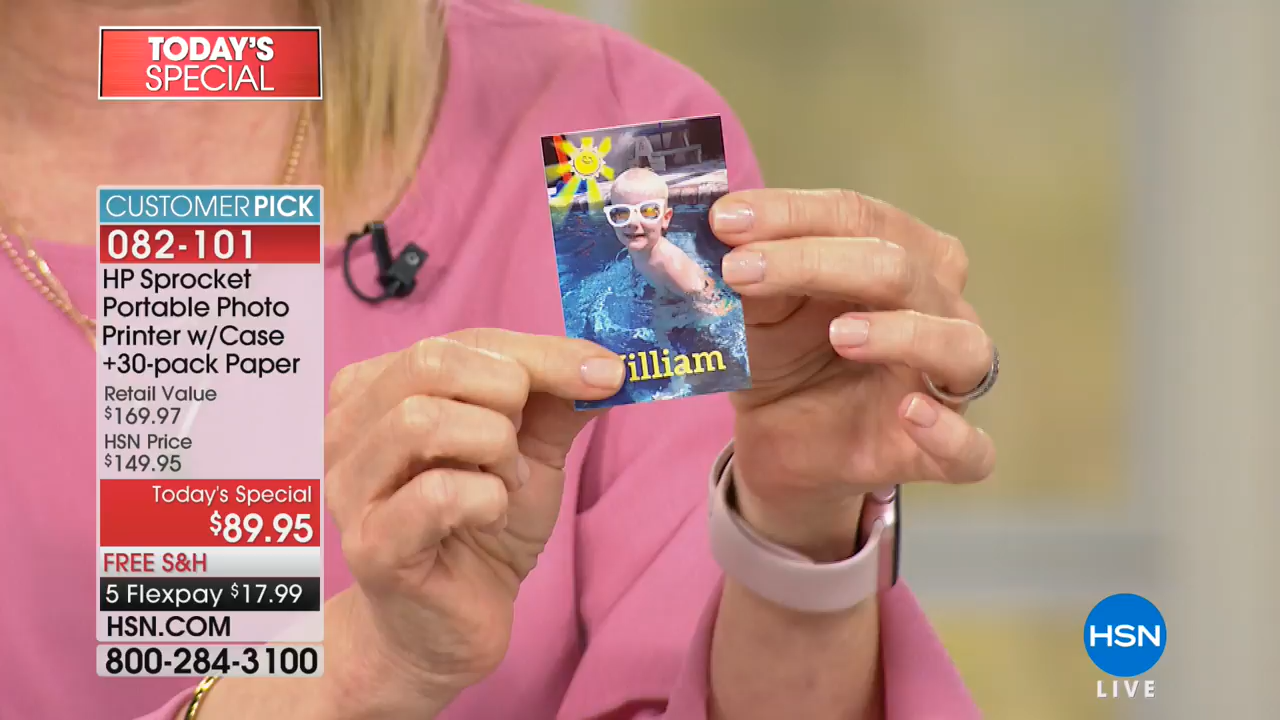 TODAY'S
SPECIAL
CUSTOMER PICK
082-101
HP Sprocket
Portable Photo
Printer w/Case
+30-pack Paper
Retail Value
$169.97
HSN Price
$149.95
Today's Special
$89.95
FREE S&H
5 Flexpay $17.99
HSN.COM
800-284-3100
William
HSN
LIVE